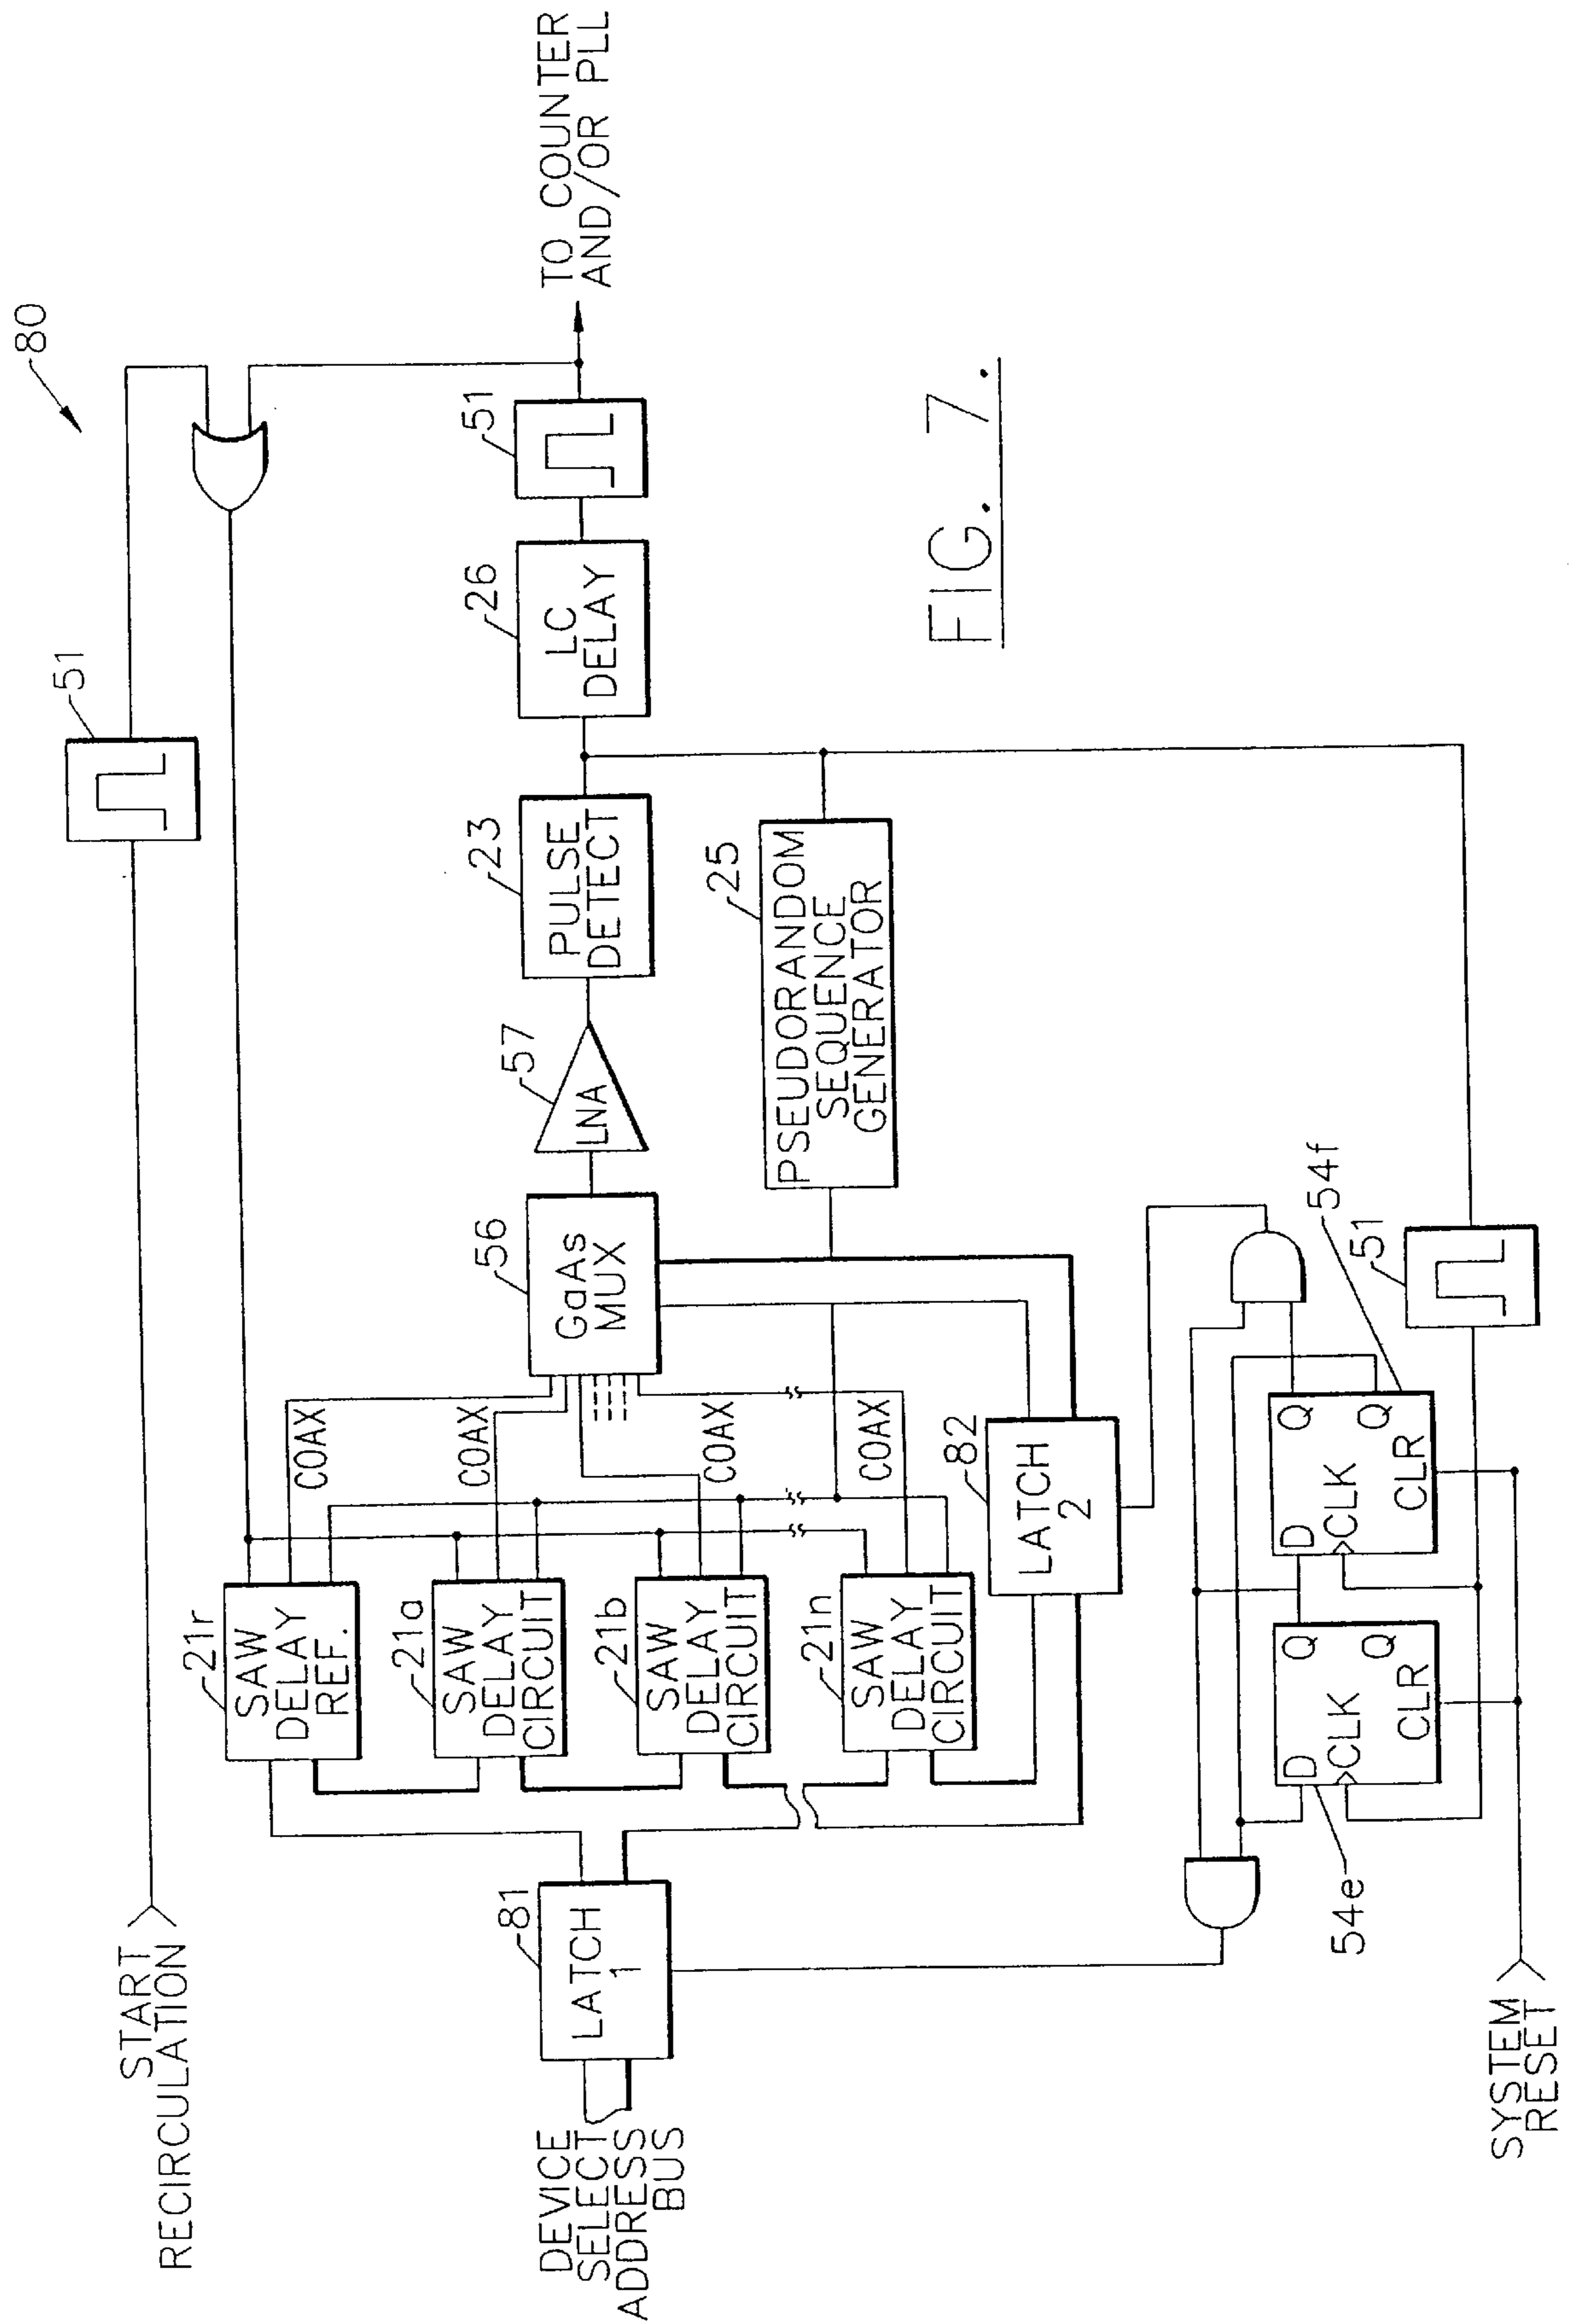 80
START
RECIRCULATION
51
TO COUNTER
AND/OR PLL
21r
SAW
DELAY
REF.
COAX
21a
SAW
DELAY
CIRCUIT
COAX
21b
SAW
DELAY
CIRCUIT
COAX
21n
SAW
DELAY
CIRCUIT
COAX
56
GaAs
MUX
57
LNA
23
PULSE
DETECT
26
LC
DELAY
51
25
PSEUDORANDOM
SEQUENCE
GENERATOR
DEVICE
SELECT
ADDRESS
BUS
81
LATCH
1
82
LATCH
2
54e
D
Q
CLK
Q
CLR
54f
D
Q
CLK
Q
CLR
51
SYSTEM
RESET
FIG. 7.